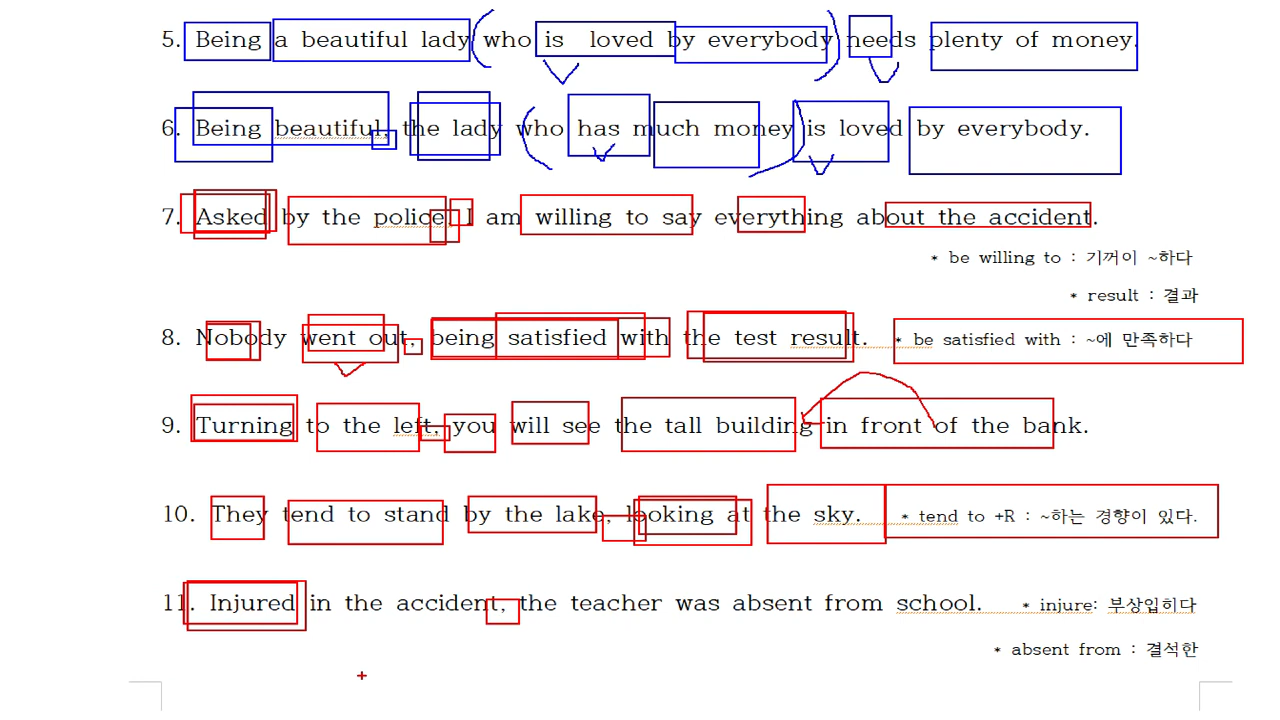 5. Being a beautiful lady who is loved by everybody needs plenty of money.
6. Being beautiful, the lady who has much money is loved by everybody.
7. Asked by the police, I am willing to say everything about the accident.
* be willing to : 기꺼이 ~하다
* result : 결과
8. Nobody went out, being satisfied with the test result. * be satisfied with : ~에 만족하다
9. Turning to the left, you will see the tall building in front of the bank.
10. They tend to stand by the lake, looking at the sky. * tend to +R : ~하는 경향이 있다.
11. Injured in the accident, the teacher was absent from school. * injure: 부상입히다
* absent from : 결석한